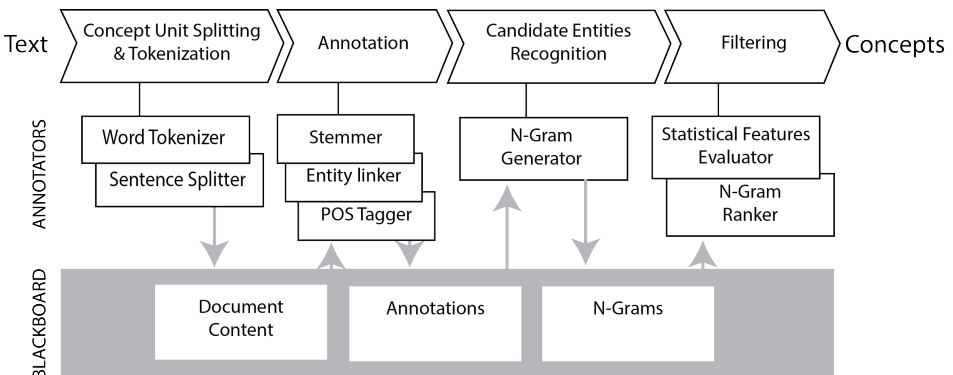 Text
Concept Unit Splitting
& Tokenization
Annotation
Candidate Entities
Recognition
Filtering
Concepts
ANNOTATORS
Word Tokenizer
Sentence Splitter
Stemmer
Entity linker
POS Tagger
N-Gram
Generator
Statistical Features
Evaluator
N-Gram
Ranker
BLACKBOARD
Document
Content
Annotations
N-Grams